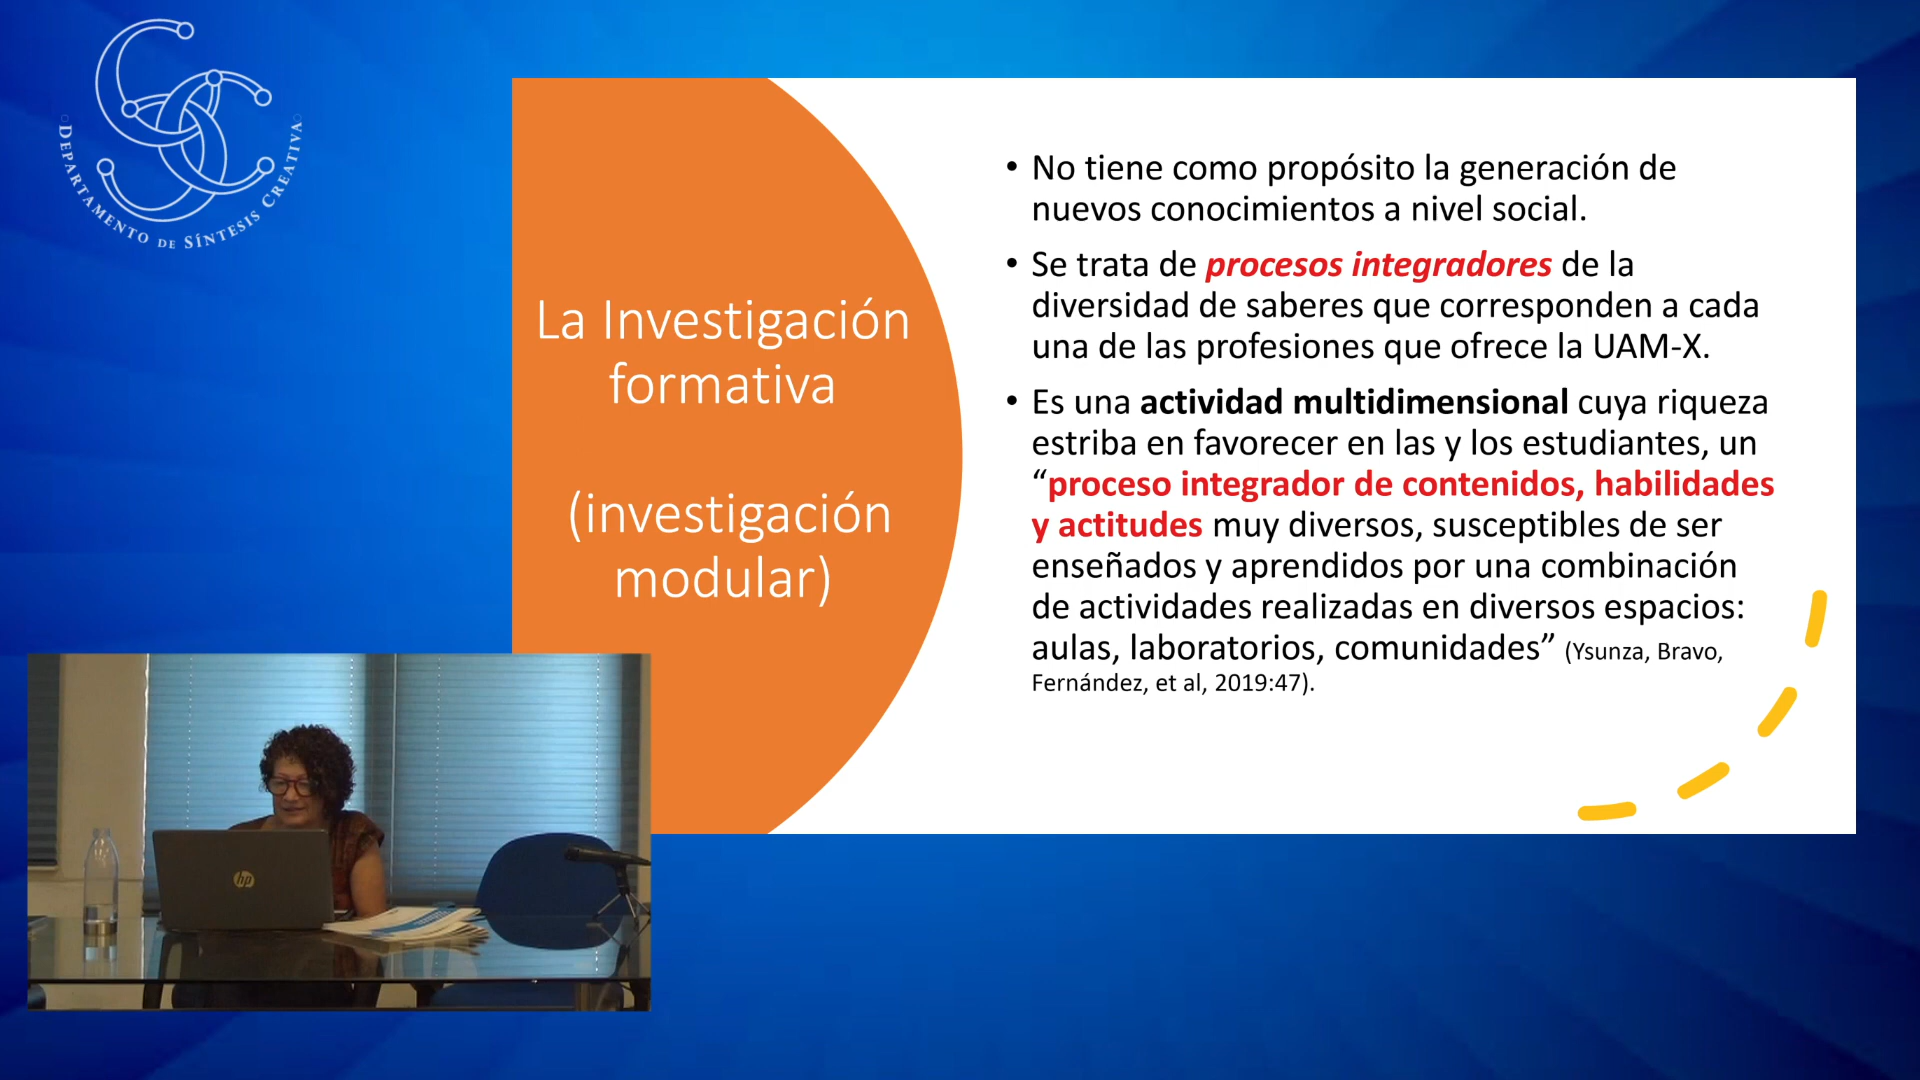 DEPARTAMENTO DE SÍNTESIS CREATIVA
La Investigación
formativa
(investigación
modular)
• No tiene como propósito la generación de
nuevos conocimientos a nivel social.
• Se trata de procesos integradores de la
diversidad de saberes que corresponden a cada
una de las profesiones que ofrece la UAM-X.
• Es una actividad multidimensional cuya riqueza
estriba en favorecer en las y los estudiantes, un
“proceso integrador de contenidos, habilidades
y actitudes muy diversos, susceptibles de ser
enseñados y aprendidos por una combinación
de actividades realizadas en diversos espacios:
aulas, laboratorios, comunidades” (Ysunza, Bravo,
Fernández, et al, 2019:47).
hp